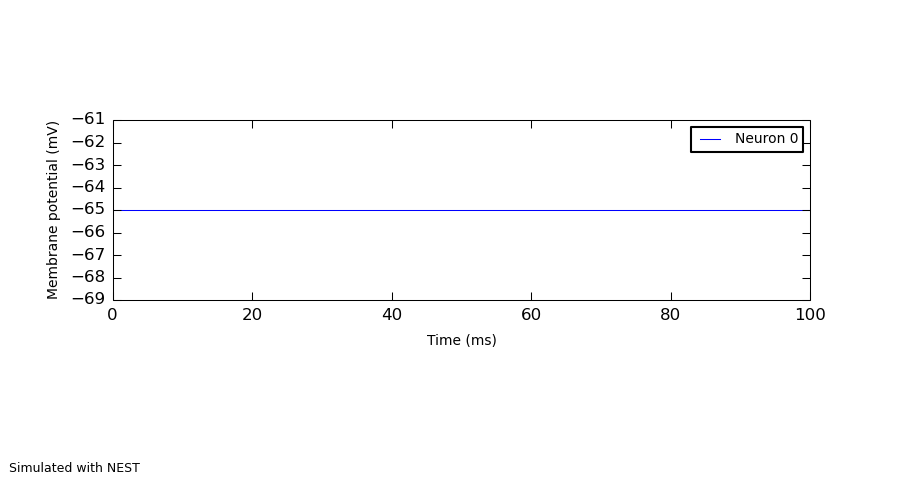 Neuron 0
Membrane potential (mV)
−61
−62
−63
−64
−65
−66
−67
−68
−69
0 20 40 60 80 100
Time (ms)
Simulated with NEST